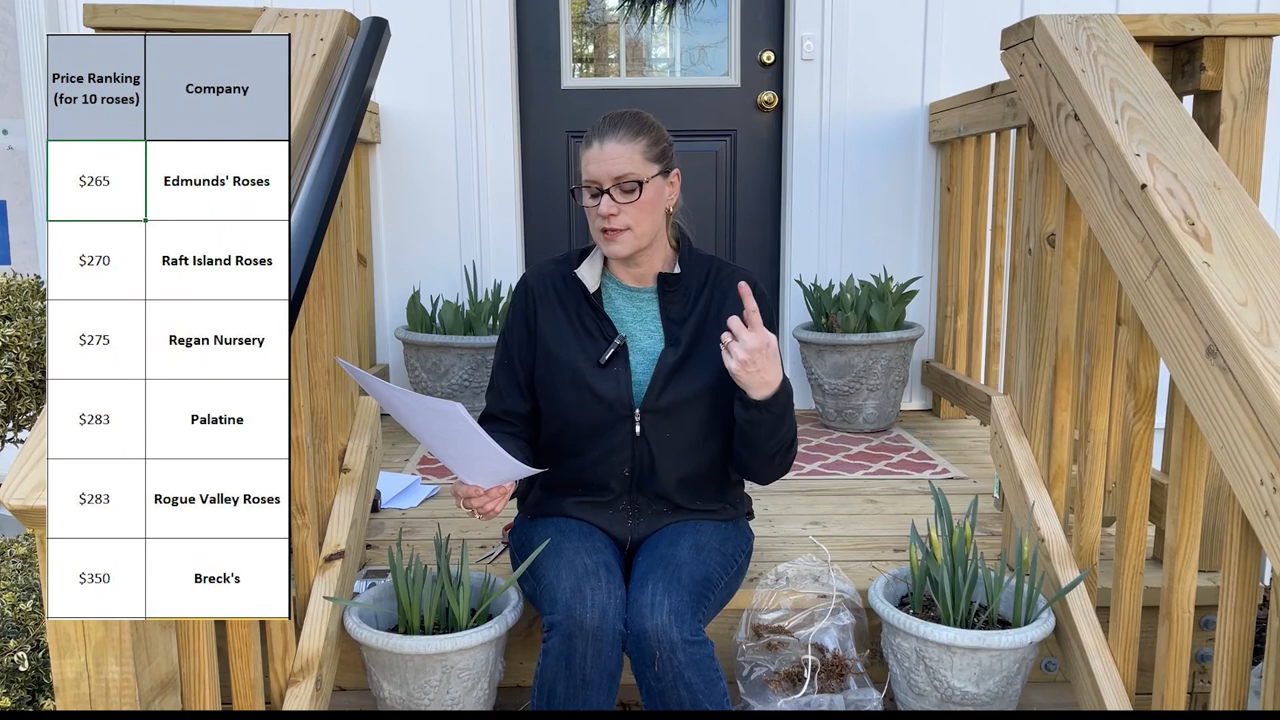 Price Ranking Company
(for 10 roses)
$265 Edmunds' Roses
$270 Raft Island Roses
$275 Regan Nursery
$283 Palatine
$283 Rogue Valley Roses
$350 Breck's